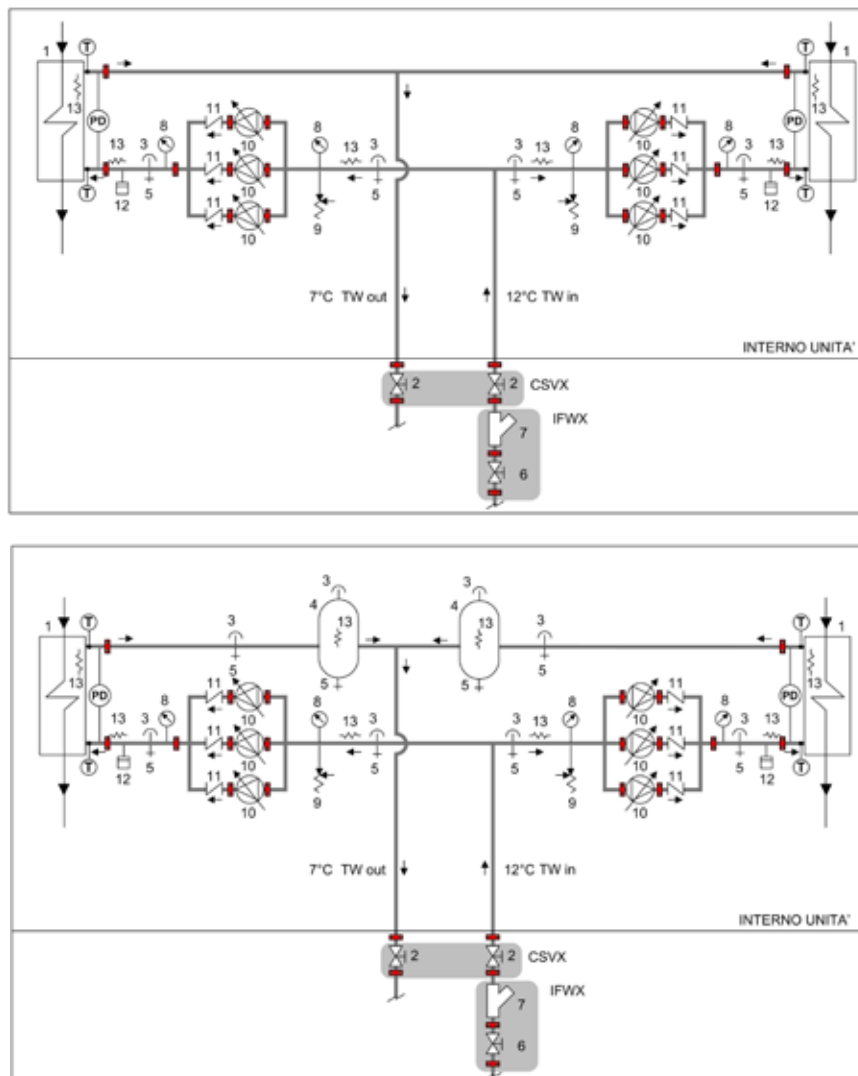 1 T T 1
13 11 11 13
PD 8 8 8 8 PD
10 10
13 3 11 13 3 3 13 11 3 13
5 10 5 5 10 5
T 12 11 11 12 T
9 9
10 10
7°C TW out 12°C TW in
INTERNO UNITA'
2 2 CSVX
IFWX
7
6
3 3
4 4
1 T 3 13 13 3 T 1
13 5 5 5 5 13
11 11
PD 8 8 8 8 PD
10 10
13 3 11 13 3 3 13 11 3 13
5 10 5 5 10 5
T 12 11 11 12 T
9 9
10 10
7°C TW out 12°C TW in
INTERNO UNITA'
2 2 CSVX
IFWX
7
6